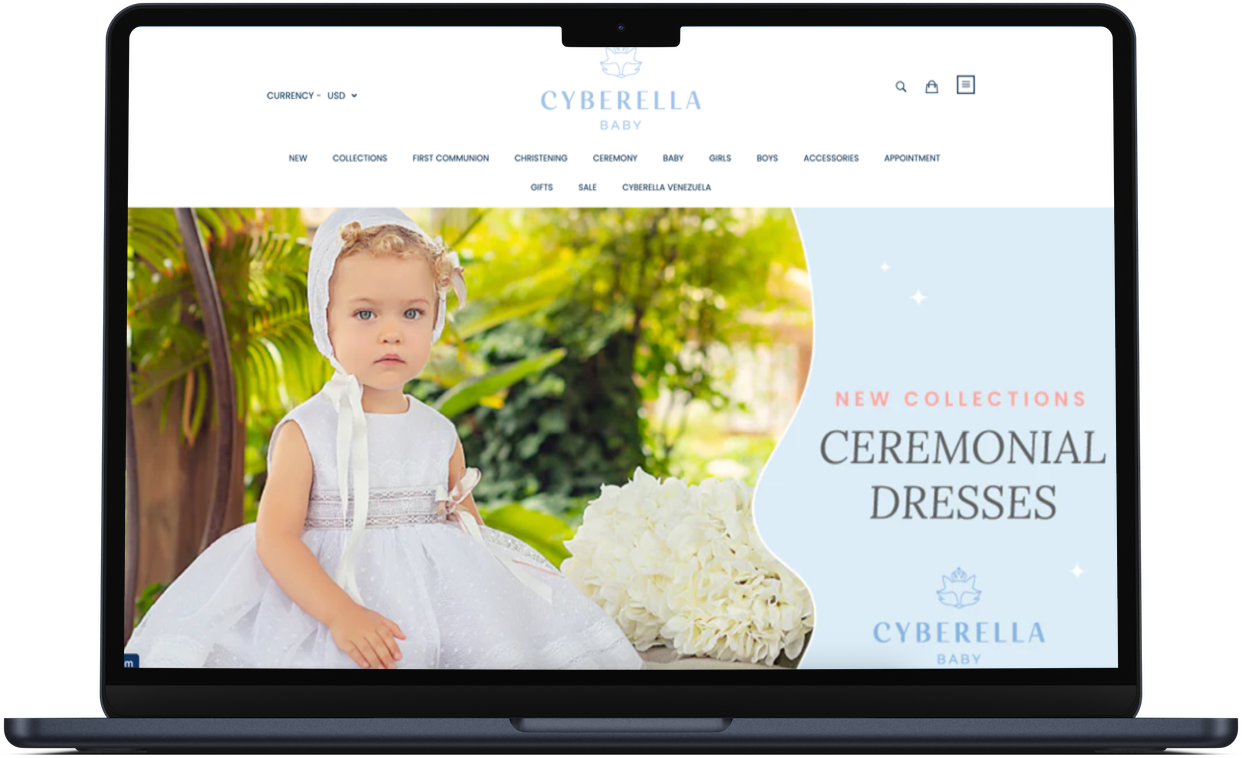 CURRENCY - USD
CYBERELLA
BABY
NEW COLLECTIONS FIRST COMMUNION CHRISTENING CEREMONY BABY GIRLS BOYS ACCESSORIES APPOINTMENT
GIFTS SALE CYBERELLA VENEZUELA
NEW COLLECTIONS
CEREMONIAL
DRESSES
CYBERELLA
BABY
m